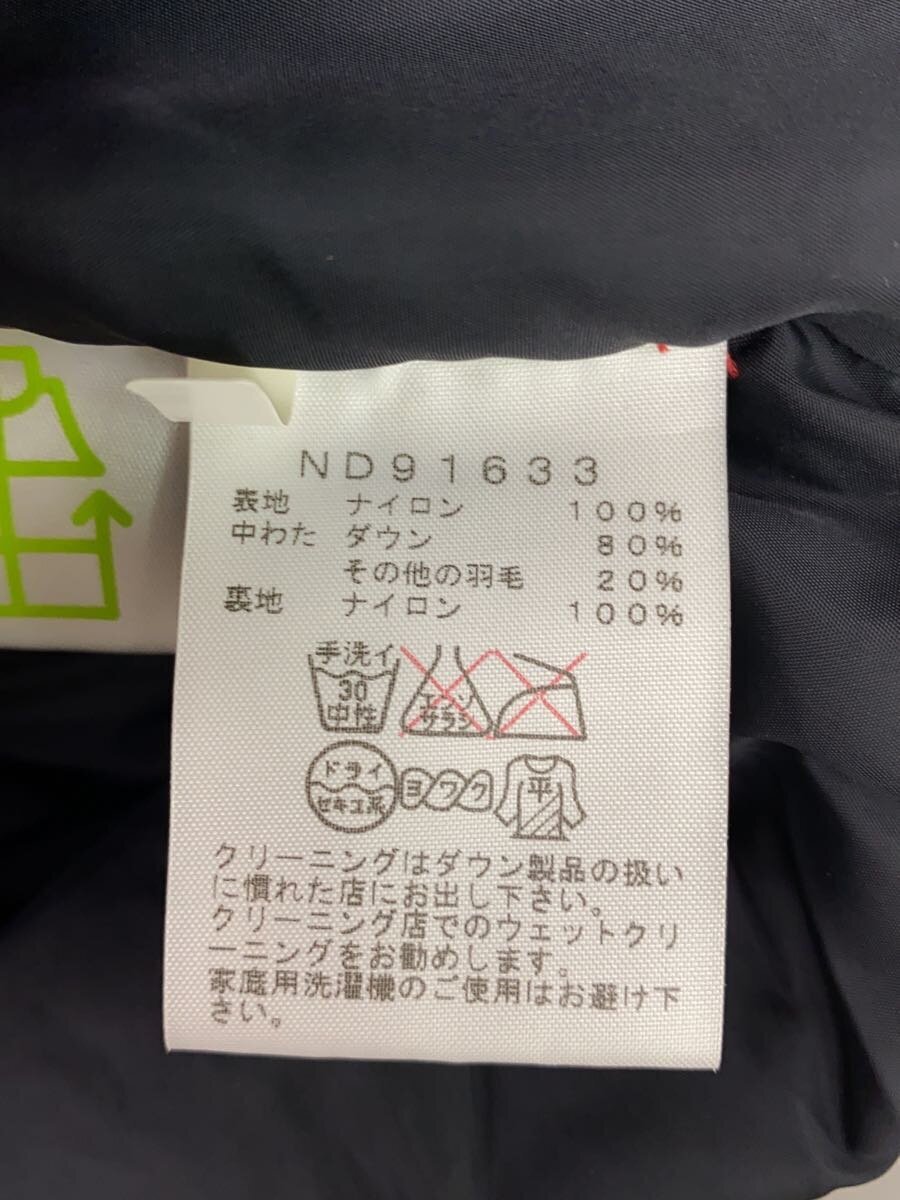 ND91633
表地 ナイロン 100%
中わた ダウン 80%
その他の羽毛 20%
裏地 ナイロン 100%
手洗イ
30
中性
エンソ
サラシ
ドライ
セキユ系
ヨワク
平
クリーニングはダウン製品の扱い
に慣れた店にお出し下さい。
クリーニング店でのウェットクリ
ーニングをお勧めします。
家庭用洗濯機のご使用はお避け下
さい。